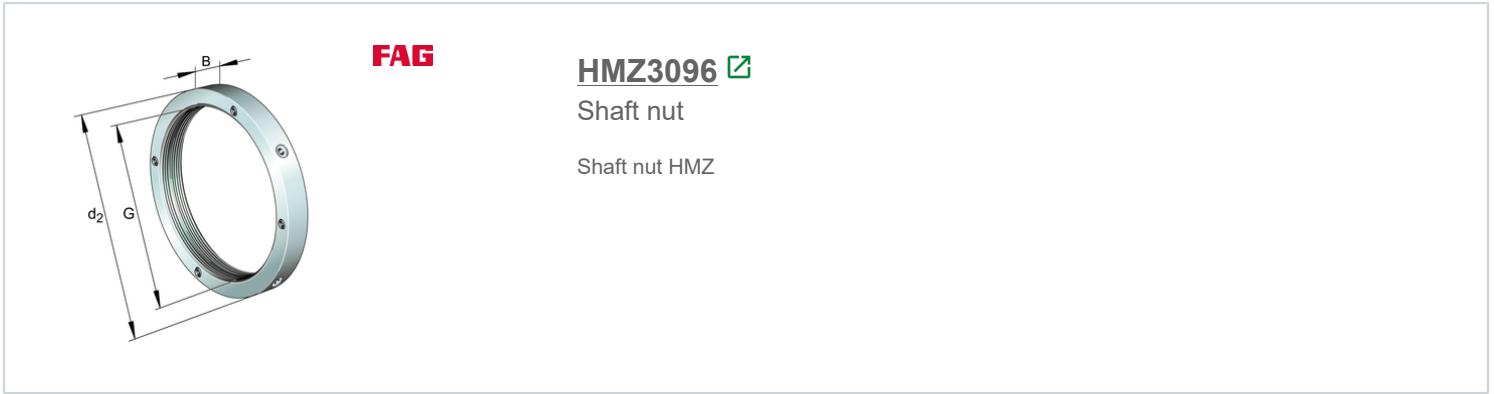 B
FAG
HMZ3096
Shaft nut
d2
G
Shaft nut HMZ